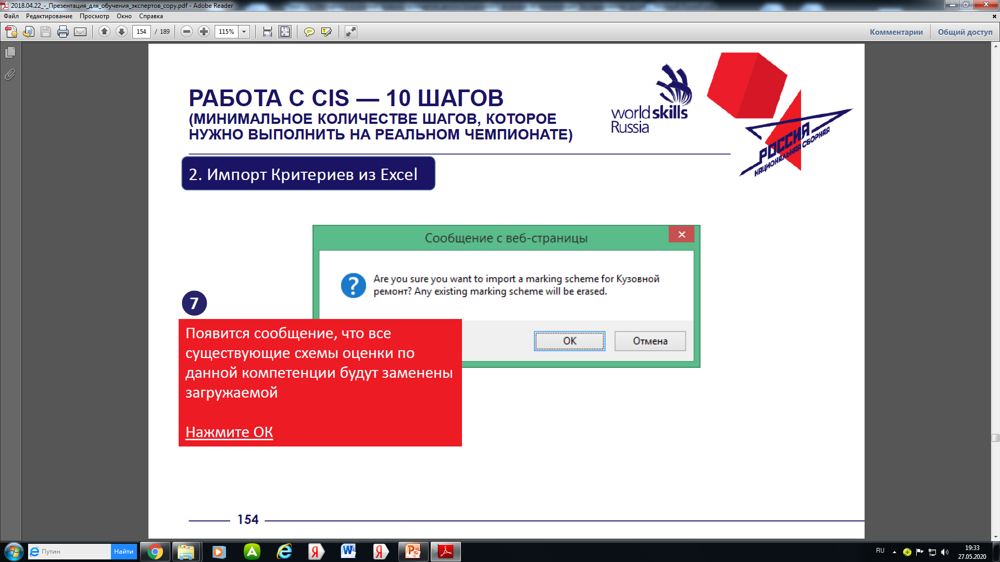 2018.04.22_-_Презентация_для_обучения_экспертов_copy.pdf - Adobe Reader
Файл Редактирование Просмотр Окно Справка
154 / 189 115% Комментарии Общий доступ
РАБОТА С CIS — 10 ШАГОВ
(МИНИМАЛЬНОЕ КОЛИЧЕСТВЕ ШАГОВ, КОТОРОЕ
НУЖНО ВЫПОЛНИТЬ НА РЕАЛЬНОМ ЧЕМПИОНАТЕ)
worldskills
Russia
РОССИЯ
НАЦИОНАЛЬНАЯ СБОРНАЯ
2. Импорт Критериев из Excel
Сообщение с веб-страницы
Are you sure you want to import a marking scheme for Кузовной
ремонт? Any existing marking scheme will be erased.
OK Отмена
7
Появится сообщение, что все
существующие схемы оценки по
данной компетенции будут заменены
загружаемой
Нажмите ОК
154
Путин Найти
RU
19:33
27.05.2020